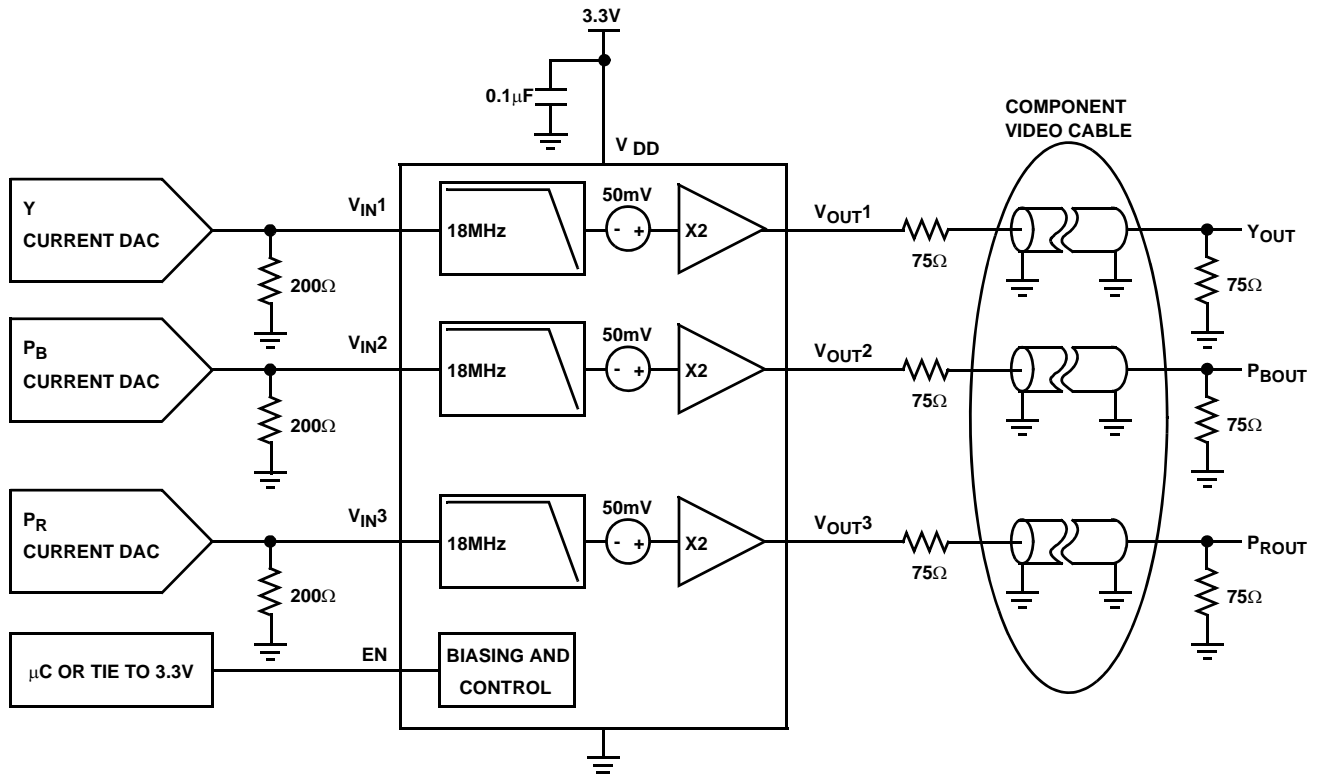 3.3V
0.1μF
V DD
COMPONENT
VIDEO CABLE
Y
CURRENT DAC
VIN1
200Ω
18MHz
50mV
- +
X2
VOUT1
75Ω
YOUT
75Ω
PB
CURRENT DAC
VIN2
200Ω
18MHz
50mV
- +
X2
VOUT2
75Ω
PBOUT
75Ω
PR
CURRENT DAC
VIN3
200Ω
18MHz
50mV
- +
X2
VOUT3
75Ω
PROUT
75Ω
μC OR TIE TO 3.3V
EN
BIASING AND
CONTROL